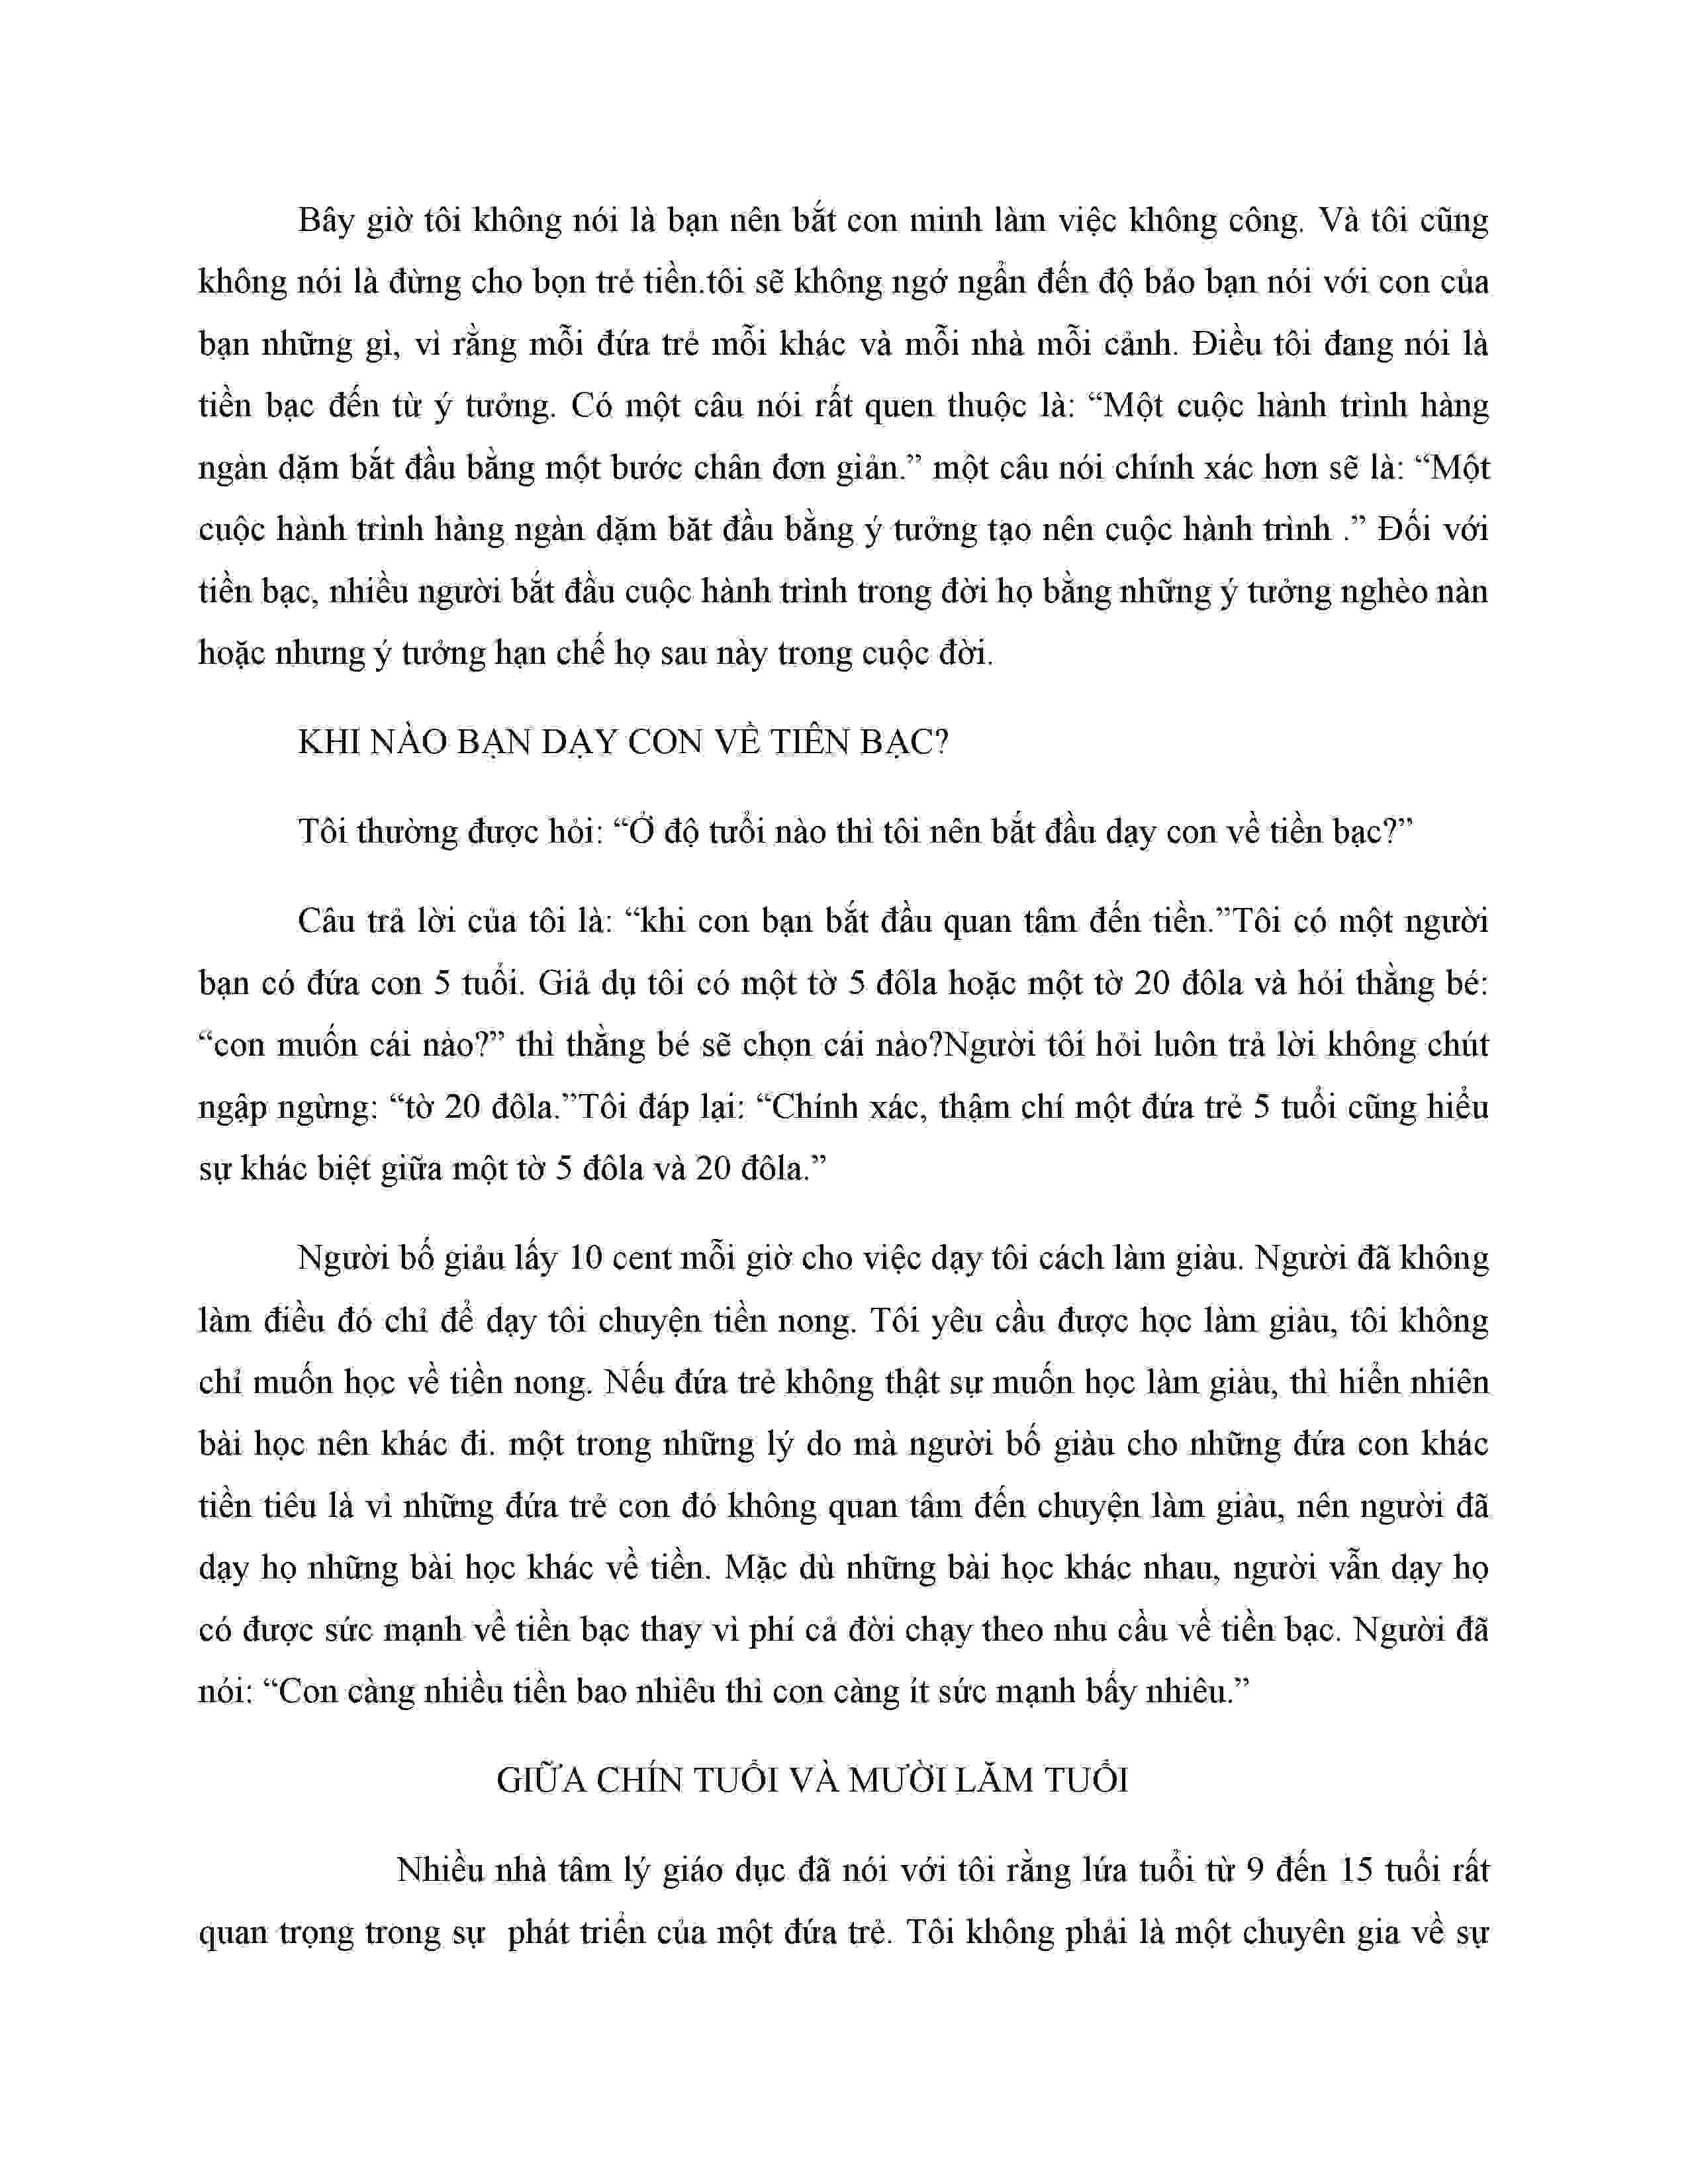 Bây giờ tôi không nói là bạn nên bắt con minh làm việc không công. Và tôi cũng
không nói là đừng cho bọn trẻ tiền.tôi sẽ không ngớ ngẩn đến độ bảo bạn nói với con của
bạn những gì, vì rằng mỗi đứa trẻ mỗi khác và mỗi nhà mỗi cảnh. Điều tôi đang nói là
tiền bạc đến từ ý tưởng. Có một câu nói rất quen thuộc là: “Một cuộc hành trình hàng
ngàn dặm bắt đầu bằng một bước chân đơn giản.” một câu nói chính xác hơn sẽ là: “Một
cuộc hành trình hàng ngàn dặm băt đầu bằng ý tưởng tạo nên cuộc hành trình .” Đối với
tiền bạc, nhiều người bắt đầu cuộc hành trình trong đời họ bằng những ý tưởng nghèo nàn
hoặc nhưng ý tưởng hạn chế họ sau này trong cuộc đời.
KHI NÀO BẠN DẠY CON VỀ TIÊN BẠC?
Tôi thường được hỏi: “Ở độ tuổi nào thì tôi nên bắt đầu dạy con về tiền bạc?”
Câu trả lời của tôi là: “khi con bạn bắt đầu quan tâm đến tiền.”Tôi có một người
bạn có đứa con 5 tuổi. Giả dụ tôi có một tờ 5 đôla hoặc một tờ 20 đôla và hỏi thằng bé:
“con muốn cái nào?” thì thằng bé sẽ chọn cái nào?Người tôi hỏi luôn trả lời không chút
ngập ngừng: “tờ 20 đôla.”Tôi đáp lại: “Chính xác, thậm chí một đứa trẻ 5 tuổi cũng hiểu
sự khác biệt giữa một tờ 5 đôla và 20 đôla.”
Người bố giảu lấy 10 cent mỗi giờ cho việc dạy tôi cách làm giàu. Người đã không
làm điều đó chỉ để dạy tôi chuyện tiền nong. Tôi yêu cầu được học làm giàu, tôi không
chỉ muốn học về tiền nong. Nếu đứa trẻ không thật sự muốn học làm giàu, thì hiển nhiên
bài học nên khác đi. một trong những lý do mà người bố giàu cho những đứa con khác
tiền tiêu là vì những đứa trẻ con đó không quan tâm đến chuyện làm giàu, nên người đã
dạy họ những bài học khác về tiền. Mặc dù những bài học khác nhau, người vẫn dạy họ
có được sức mạnh về tiền bạc thay vì phí cả đời chạy theo nhu cầu về tiền bạc. Người đã
nói: “Con càng nhiều tiền bao nhiêu thì con càng ít sức mạnh bấy nhiêu.”
GIỮA CHÍN TUỔI VÀ MƯỜI LĂM TUỔI
Nhiều nhà tâm lý giáo dục đã nói với tôi rằng lứa tuổi từ 9 đến 15 tuổi rất
quan trọng trong sự  phát triển của một đứa trẻ. Tôi không phải là một chuyên gia về sự